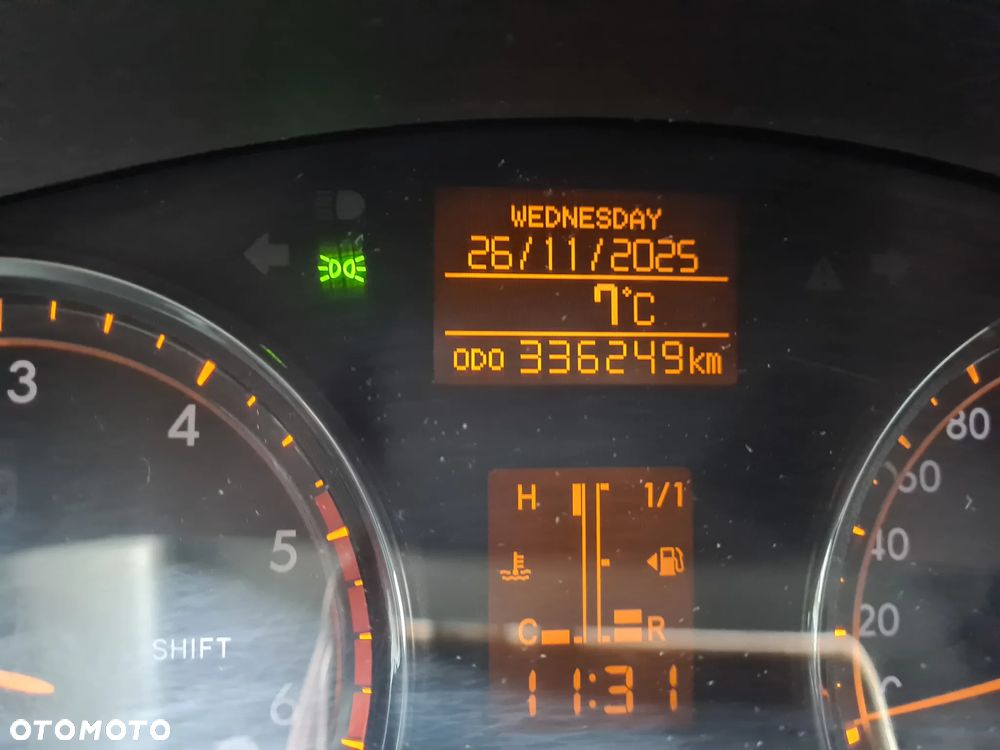 WEDNESDAY
26/11/2025
7°C
ODO 336249km
3
4
5
6
SHIFT
H 1/1
C R
11:31
80
60
40
20
OTOMOTO